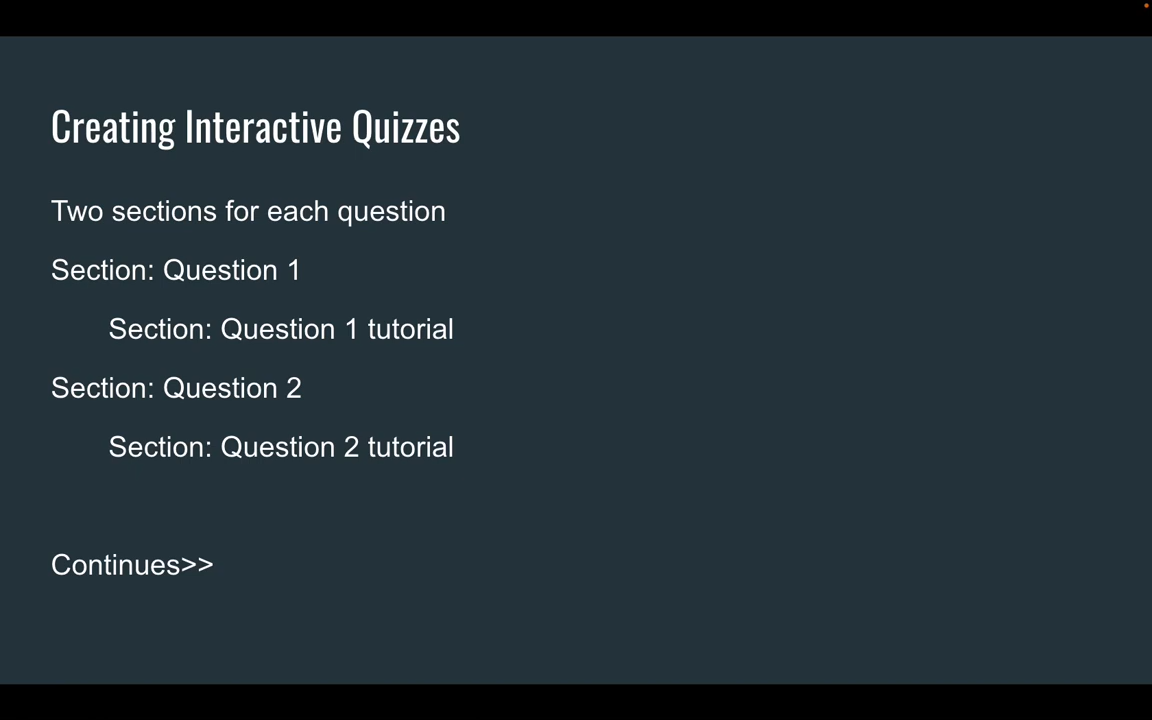 Creating Interactive Quizzes
Two sections for each question
Section: Question 1
Section: Question 1 tutorial
Section: Question 2
Section: Question 2 tutorial
Continues>>